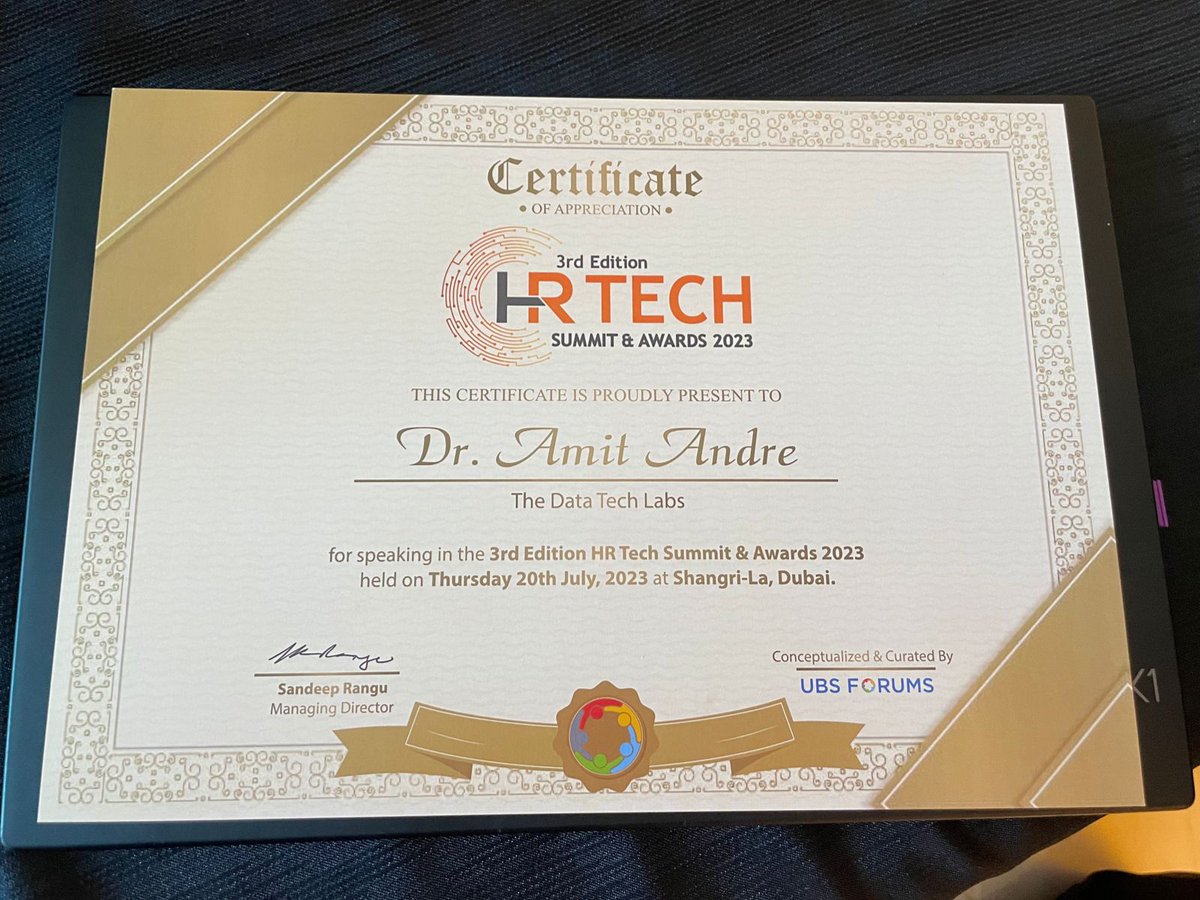 Certificate
• OF APPRECIATION •
3rd Edition
HR TECH
SUMMIT & AWARDS 2023
THIS CERTIFICATE IS PROUDLY PRESENT TO
Dr. Amit Andre
The Data Tech Labs
for speaking in the 3rd Edition HR Tech Summit & Awards 2023
held on Thursday 20th July, 2023 at Shangri-La, Dubai.
Sandeep Rangu
Managing Director
Conceptualized & Curated By
UBS FORUMS
X1